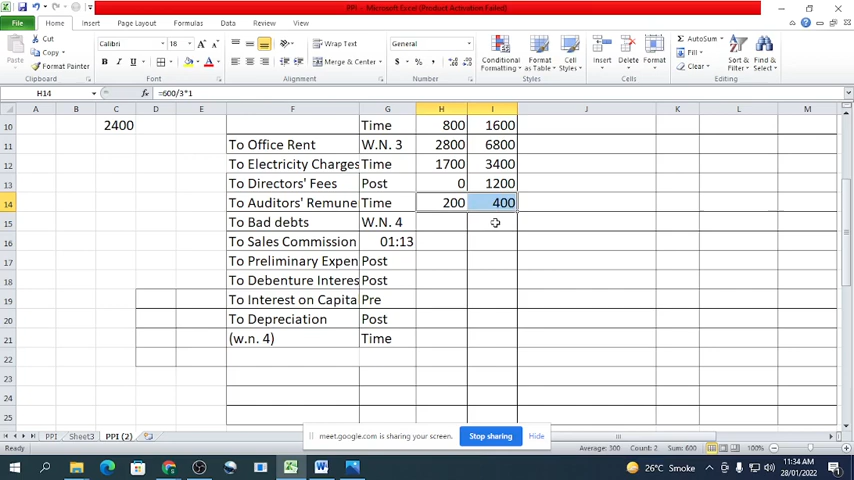 PPI - Microsoft Excel (Product Activation Failed)
File Home Insert Page Layout Formulas Data Review View
Cut
Copy
Format Painter
Paste
Clipboard
Calibri 18
B I U
Font
Wrap Text
Merge & Center
Alignment
General
Number
Conditional Formatting
Format as Table
Cell Styles
Styles
Insert Delete Format
Cells
AutoSum
Fill
Clear
Sort & Filter
Find & Select
Editing
H14 fx =600/3*1
A B C D E F G H I J K L M
10 2400 Time 800 1600
11 To Office Rent W.N. 3 2800 6800
12 To Electricity Charges Time 1700 3400
13 To Directors' Fees Post 0 1200
14 To Auditors' Remune Time 200 400
15 To Bad debts W.N. 4
16 To Sales Commission 01:13
17 To Preliminary Expen Post
18 To Debenture Interes Post
19 To Interest on Capita Pre
20 To Depreciation Post
21 (w.n. 4) Time
22
23
24
25
PPI Sheet3 PPI (2)
meet.google.com is sharing your screen. Stop sharing Hide
Ready Average: 300 Count: 2 Sum: 600 100%
26°C Smoke
11:34 AM
28/01/2022